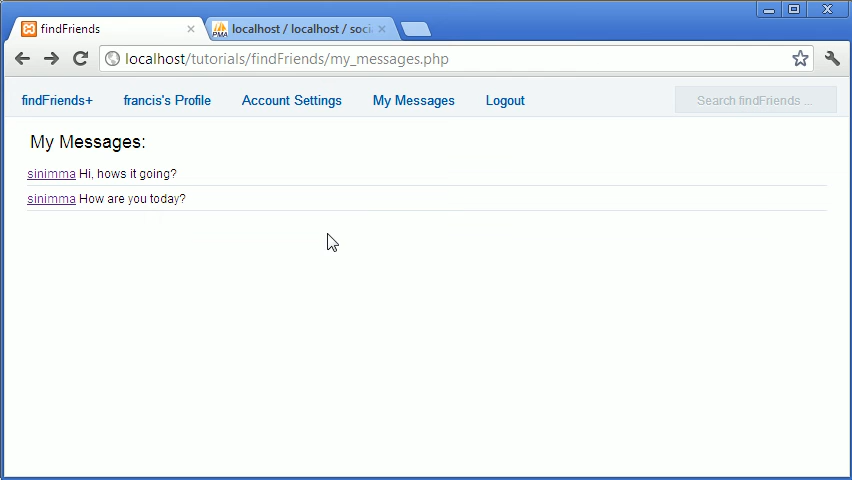 findFriends
localhost / localhost / soci
PMA
localhost/tutorials/findFriends/my_messages.php
findFriends+ francis's Profile Account Settings My Messages Logout Search findFriends ...
My Messages:
sinimma Hi, hows it going?
sinimma How are you today?